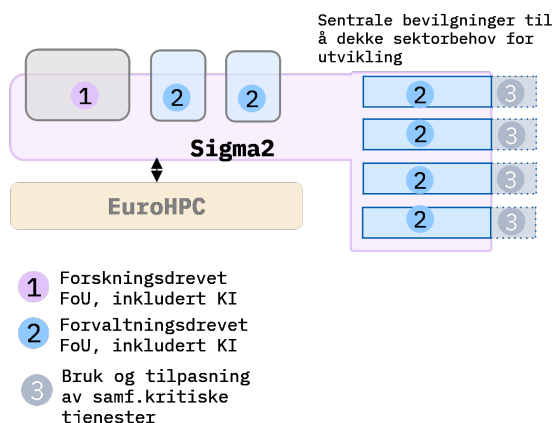 Sentrale bevilgninger til
å dekke sektorbehov for
utvikling
1
2
2
2
3
2
3
2
3
2
3
Sigma2
EuroHPC
1
Forskningsdrevet
FoU, inkludert KI
2
Forvaltningsdrevet
FoU, inkludert KI
3
Bruk og tilpasning
av samf.kritiske
tjenester